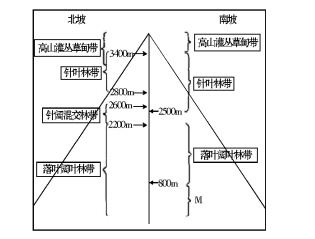 北坡 南坡
高山灌丛草甸带 高山灌丛草甸带
3400m
针叶林带 针叶林带
2800m
2600m
2500m
针阔混交林带
2200m
落叶阔叶林带 落叶阔叶林带
800m
M